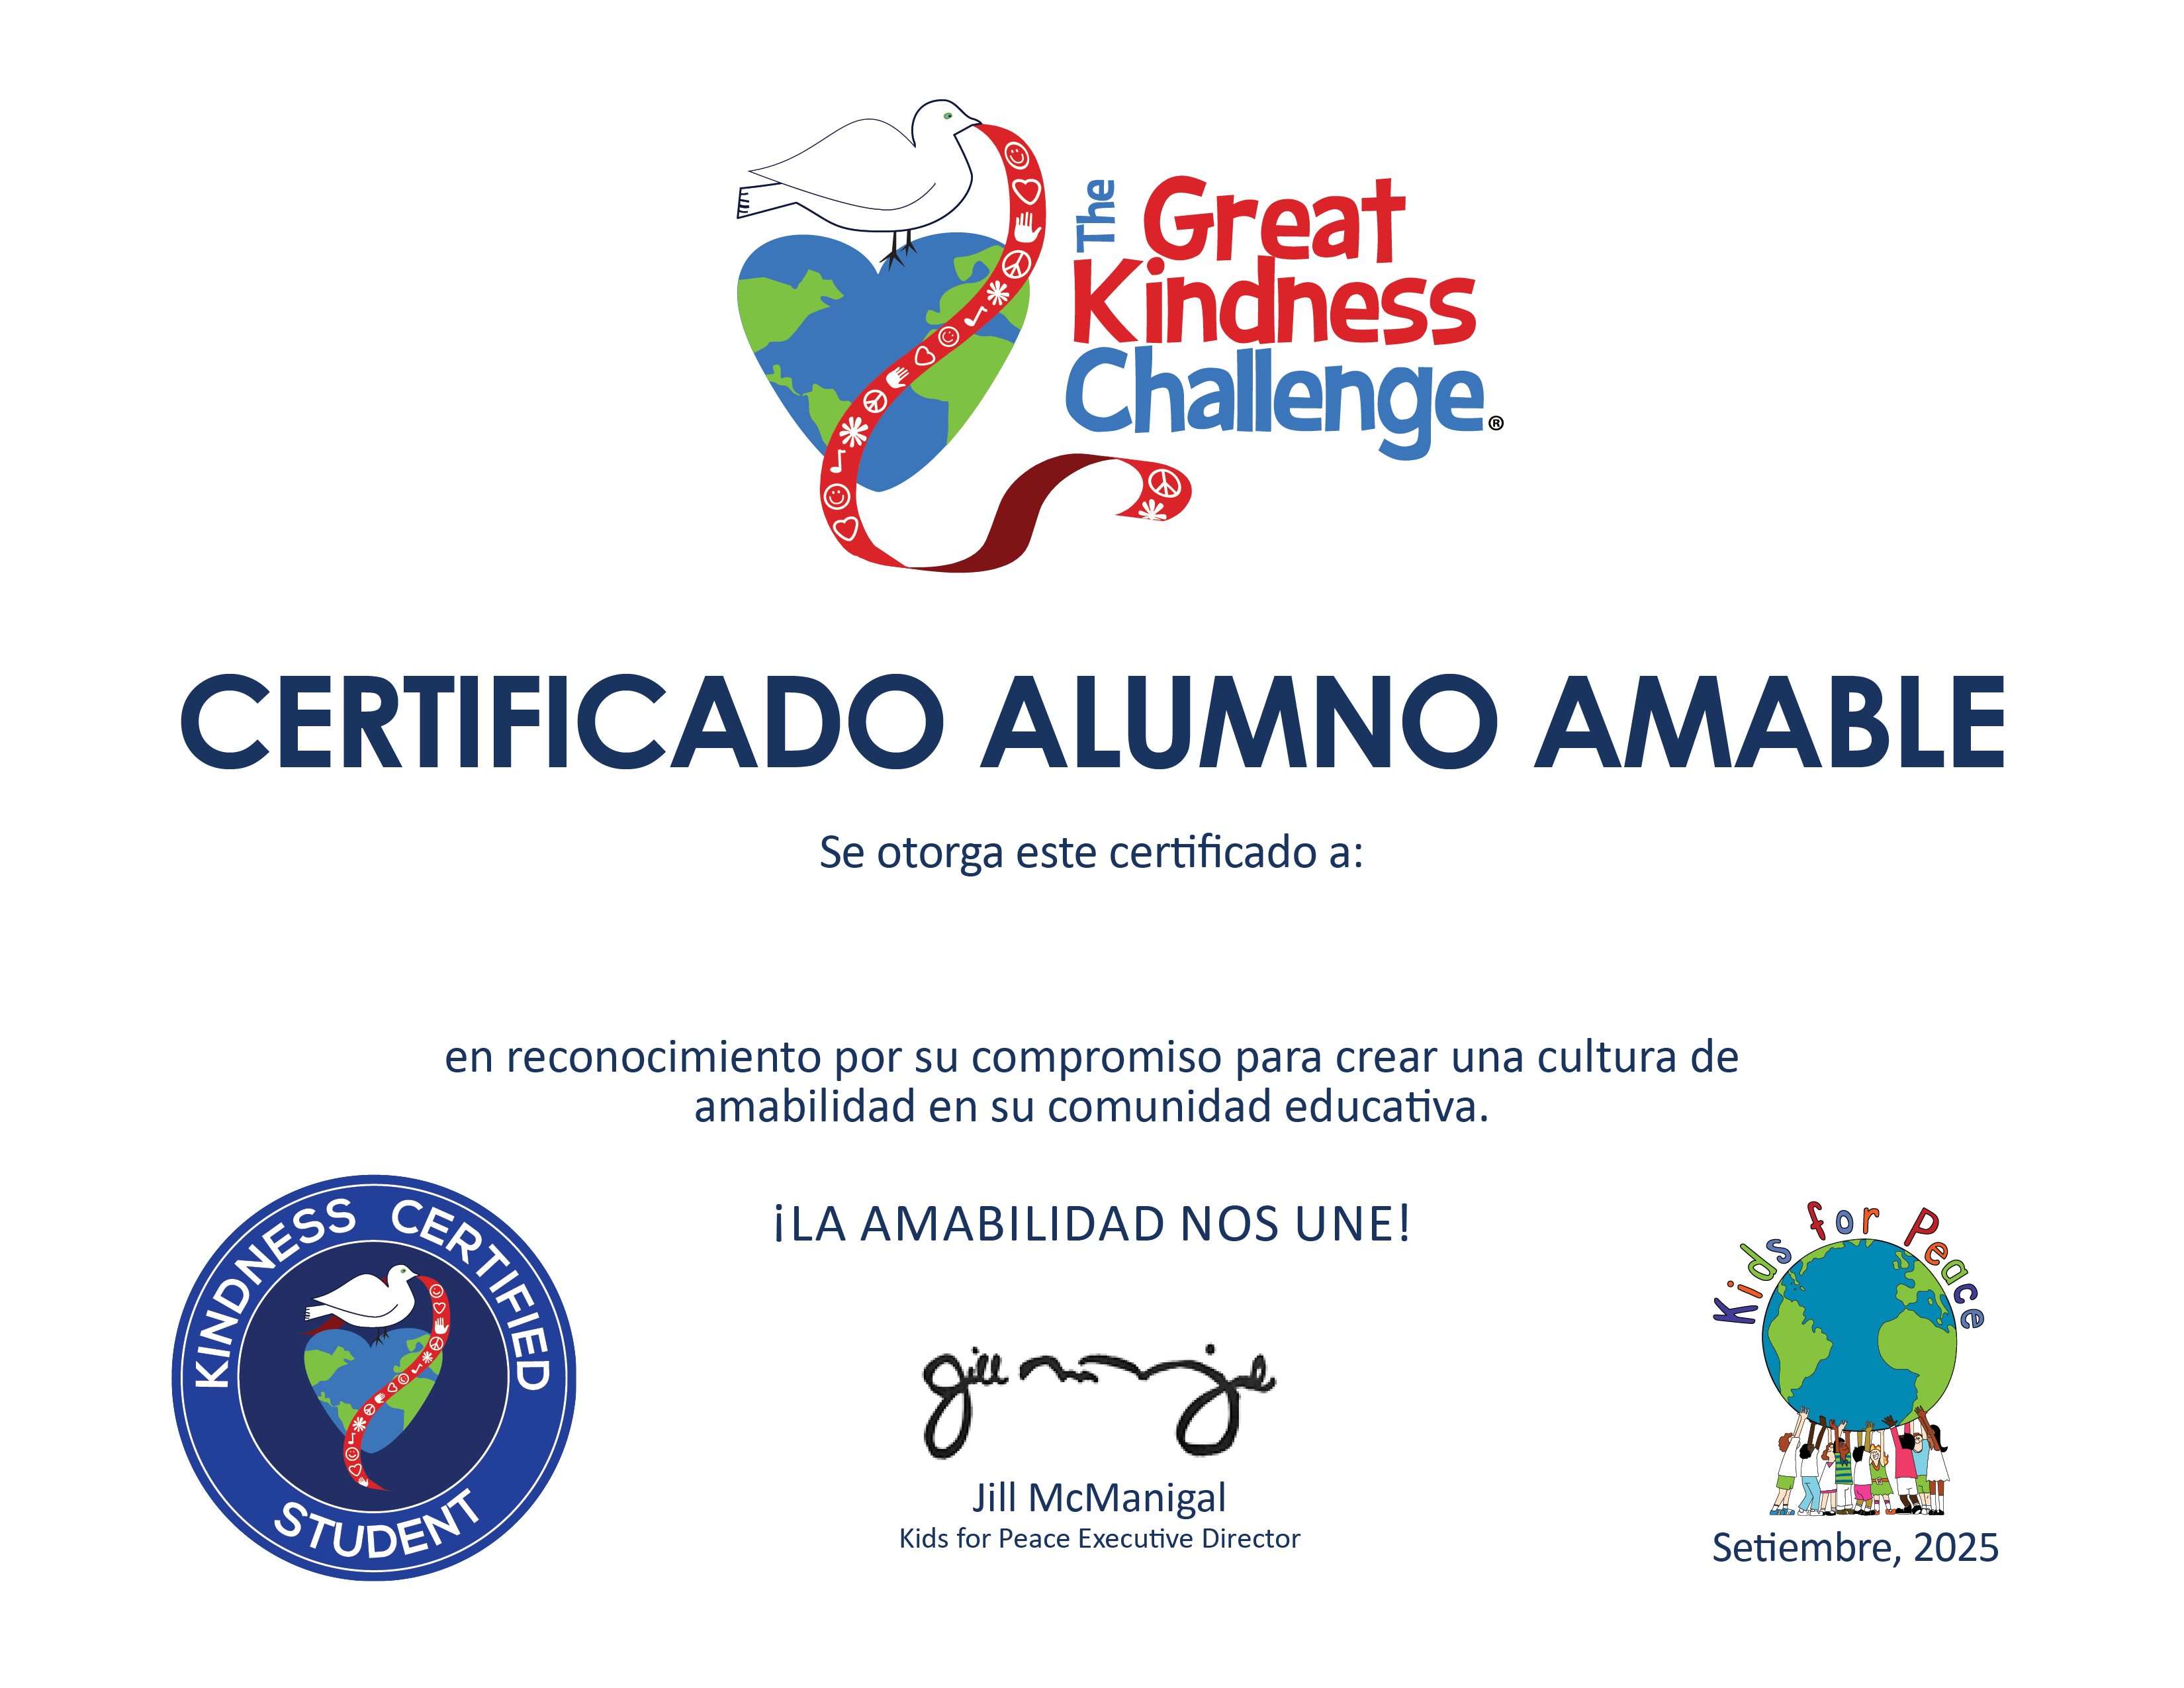 The
Great
Kindness
Challenge®
CERTIFICADO ALUMNO AMABLE
Se otorga este certificado a:
en reconocimiento por su compromiso para crear una cultura de
amabilidad en su comunidad educativa.
¡LA AMABILIDAD NOS UNE!
KINDNESS CERTIFIED
STUDENT
Jill McManigal
Kids for Peace Executive Director
Kids for Peace
Setiembre, 2025